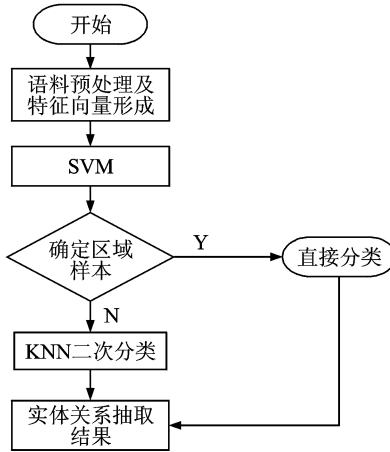 开始
语料预处理及
特征向量形成
SVM
确定区域
样本
Y
直接分类
N
KNN二次分类
实体关系抽取
结果